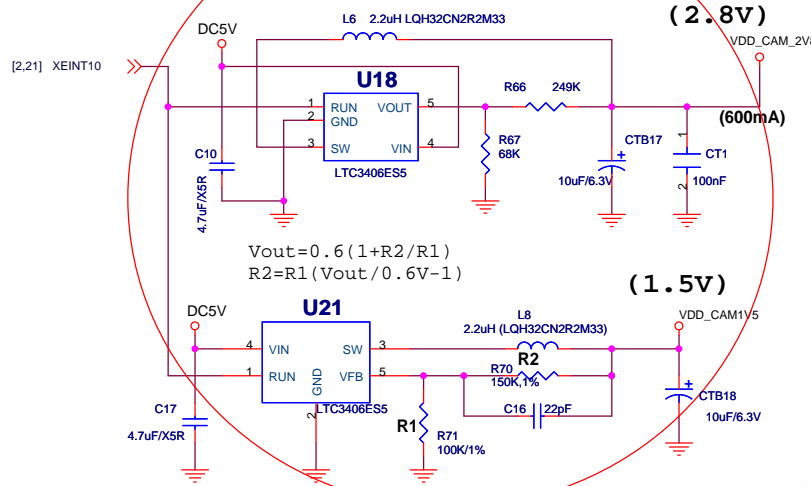 (2.8V)
L6 2.2uH LQH32CN2R2M33
DC5V
VDD_CAM_2V8
[2,21] XEINT10
U18
R66 249K
1 RUN VOUT 5
2 GND
(600mA)
3 SW VIN 4
R67
68K
CTB17
1
C10
CT1
LTC3406ES5
10uF/6.3V
100nF
2
4.7uF/X5R
Vout=0.6(1+R2/R1)
R2=R1(Vout/0.6V-1)
(1.5V)
DC5V
U21
L8
VDD_CAM1V5
2.2uH (LQH32CN2R2M33)
4 VIN SW 3
R2
1 RUN VFB 5
R70
150K,1%
GND
CTB18
C17
LTC3406ES5
C16 22pF
2
10uF/6.3V
R1
4.7uF/X5R
R71
100K/1%